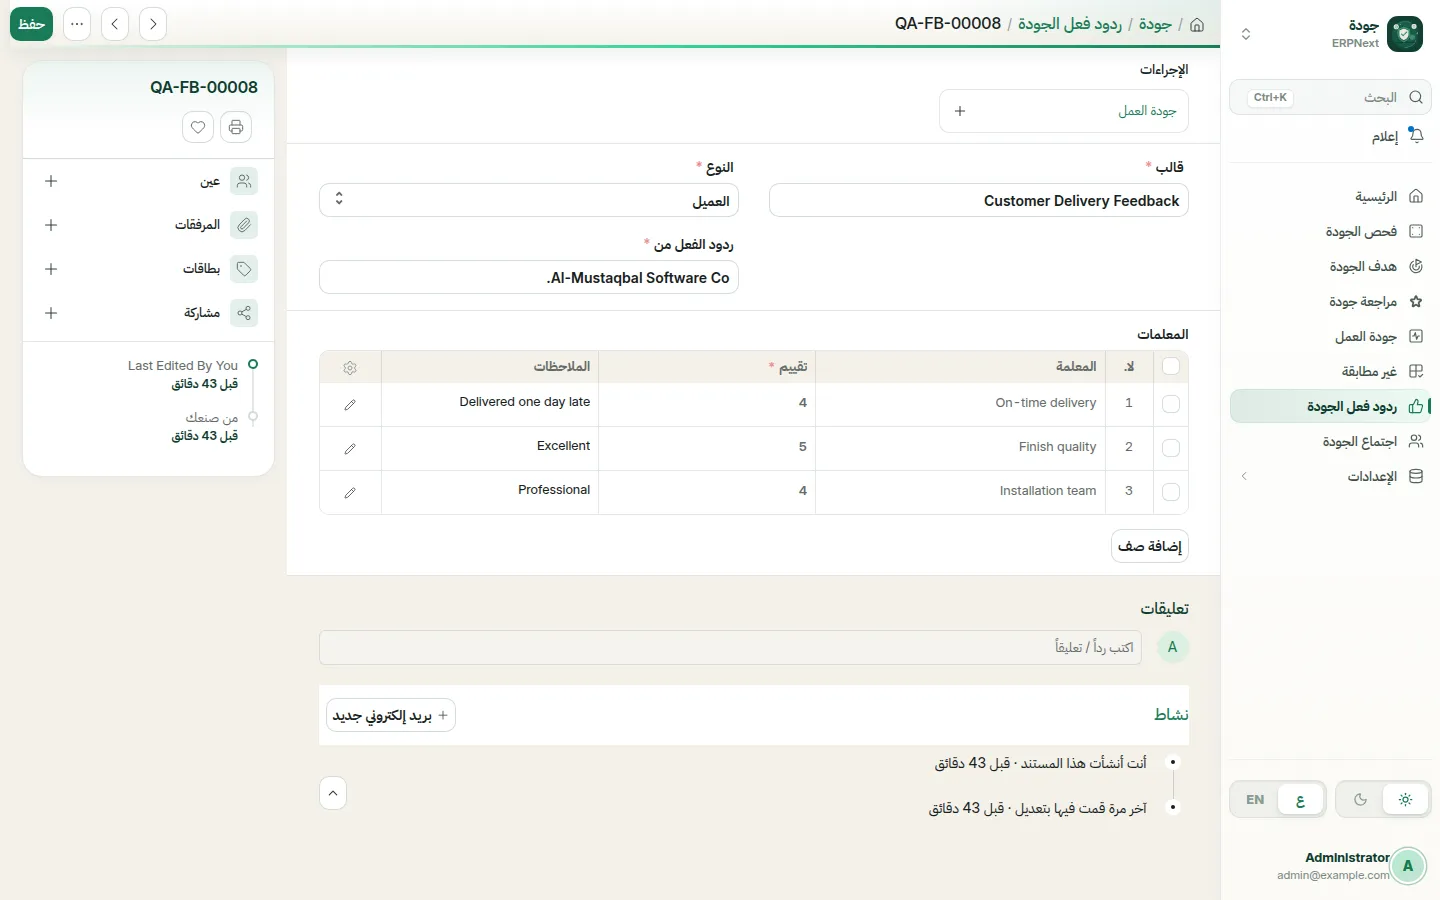 جودة
ERPNext
البحث
Ctrl+K
إعلام
الرئيسية
فحص الجودة
هدف الجودة
مراجعة جودة
جودة العمل
غير مطابقة
ردود فعل الجودة
اجتماع الجودة
الإعدادات
ع
EN
Administrator
admin@example.com
A
جودة / ردود فعل الجودة / QA-FB-00008
حفظ
الإجراءات
جودة العمل
قالب *
Customer Delivery Feedback
النوع *
العميل
ردود الفعل من *
Al-Mustaqbal Software Co.
المعلمات
لا. المعلمة تقييم * الملاحظات
1 On-time delivery 4 Delivered one day late
2 Finish quality 5 Excellent
3 Installation team 4 Professional
إضافة صف
تعليقات
A
اكتب رداً / تعليقاً
نشاط
بريد إلكتروني جديد
أنت أنشأت هذا المستند · قبل 43 دقائق
آخر مرة قمت فيها بتعديل · قبل 43 دقائق
QA-FB-00008
عين
المرفقات
بطاقات
مشاركة
Last Edited By You
قبل 43 دقائق
من صنعك
قبل 43 دقائق